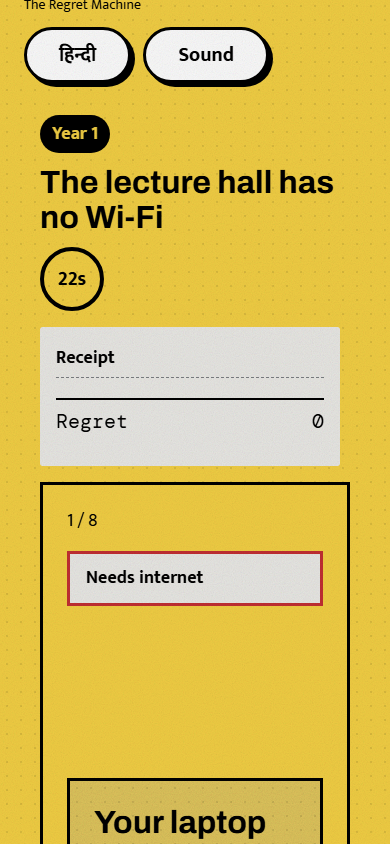 The Regret Machine
हिन्दी
Sound
Year 1
The lecture hall has
no Wi-Fi
22s
Receipt
Regret 0
1 / 8
Needs internet
Your laptop